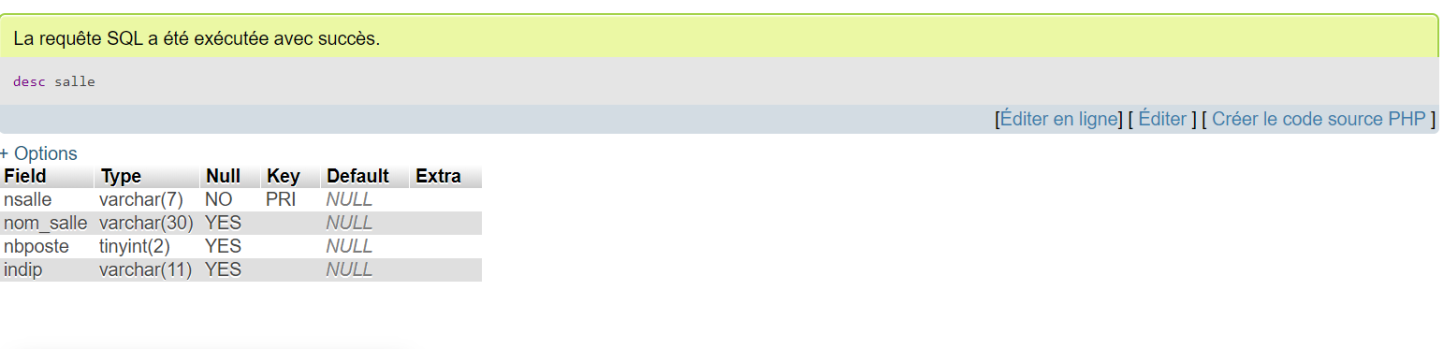 La requête SQL a été exécutée avec succès.
desc salle
[Éditer en ligne] [ Éditer ] [ Créer le code source PHP ]
+ Options
Field Type Null Key Default Extra
nsalle varchar(7) NO PRI NULL
nom_salle varchar(30) YES NULL
nbposte tinyint(2) YES NULL
indip varchar(11) YES NULL